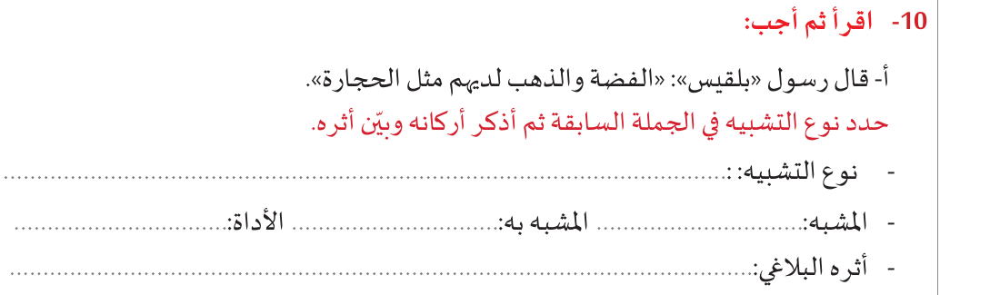 10- اقرأ ثم أجب:
أ- قال رسول «بلقيس»: «الفضة والذهب لديهم مثل الحجارة».
حدد نوع التشبيه في الجملة السابقة ثم أذكر أركانه وبيّن أثره.
- نوع التشبيه: :................................................................
- المشبه:.............................. المشبه به:.............................. الأداة:..............................
- أثره البلاغي:................................................................